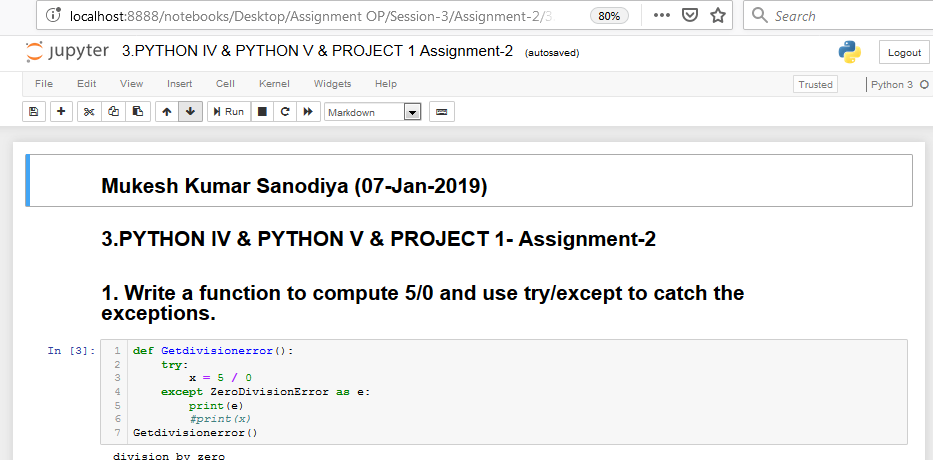 localhost:8888/notebooks/Desktop/Assignment OP/Session-3/Assignment-2/3
80%
Search
jupyter 3.PYTHON IV & PYTHON V & PROJECT 1 Assignment-2 (autosaved)
Logout
File Edit View Insert Cell Kernel Widgets Help
Trusted Python 3
Run Markdown
Mukesh Kumar Sanodiya (07-Jan-2019)
3.PYTHON IV & PYTHON V & PROJECT 1- Assignment-2
1. Write a function to compute 5/0 and use try/except to catch the
exceptions.
In [3]: 1 def Getdivisionerror():
2 try:
3 x = 5 / 0
4 except ZeroDivisionError as e:
5 print(e)
6 #print(x)
7 Getdivisionerror()
division by zero